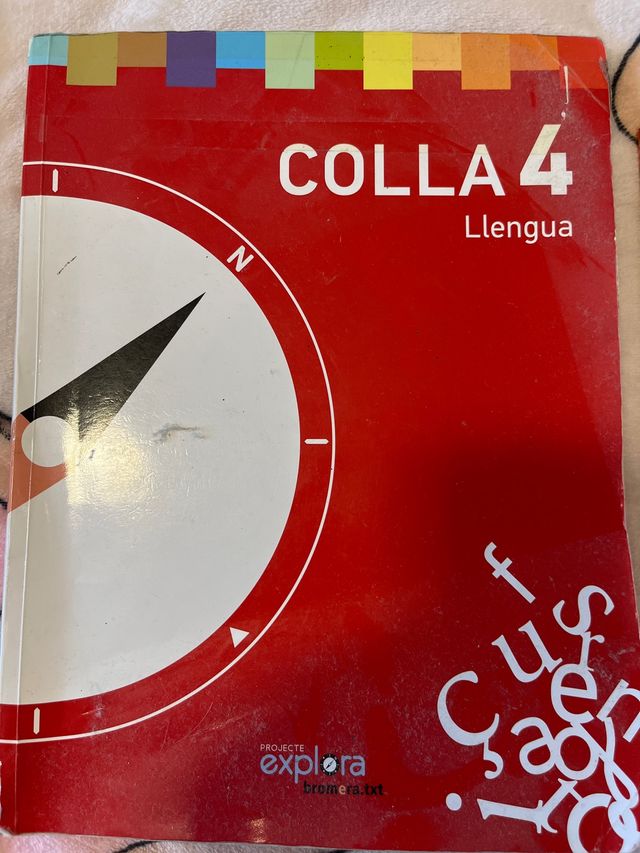 COLLA 4
Llengua
N
PROJECTE
explora
bromera.txt